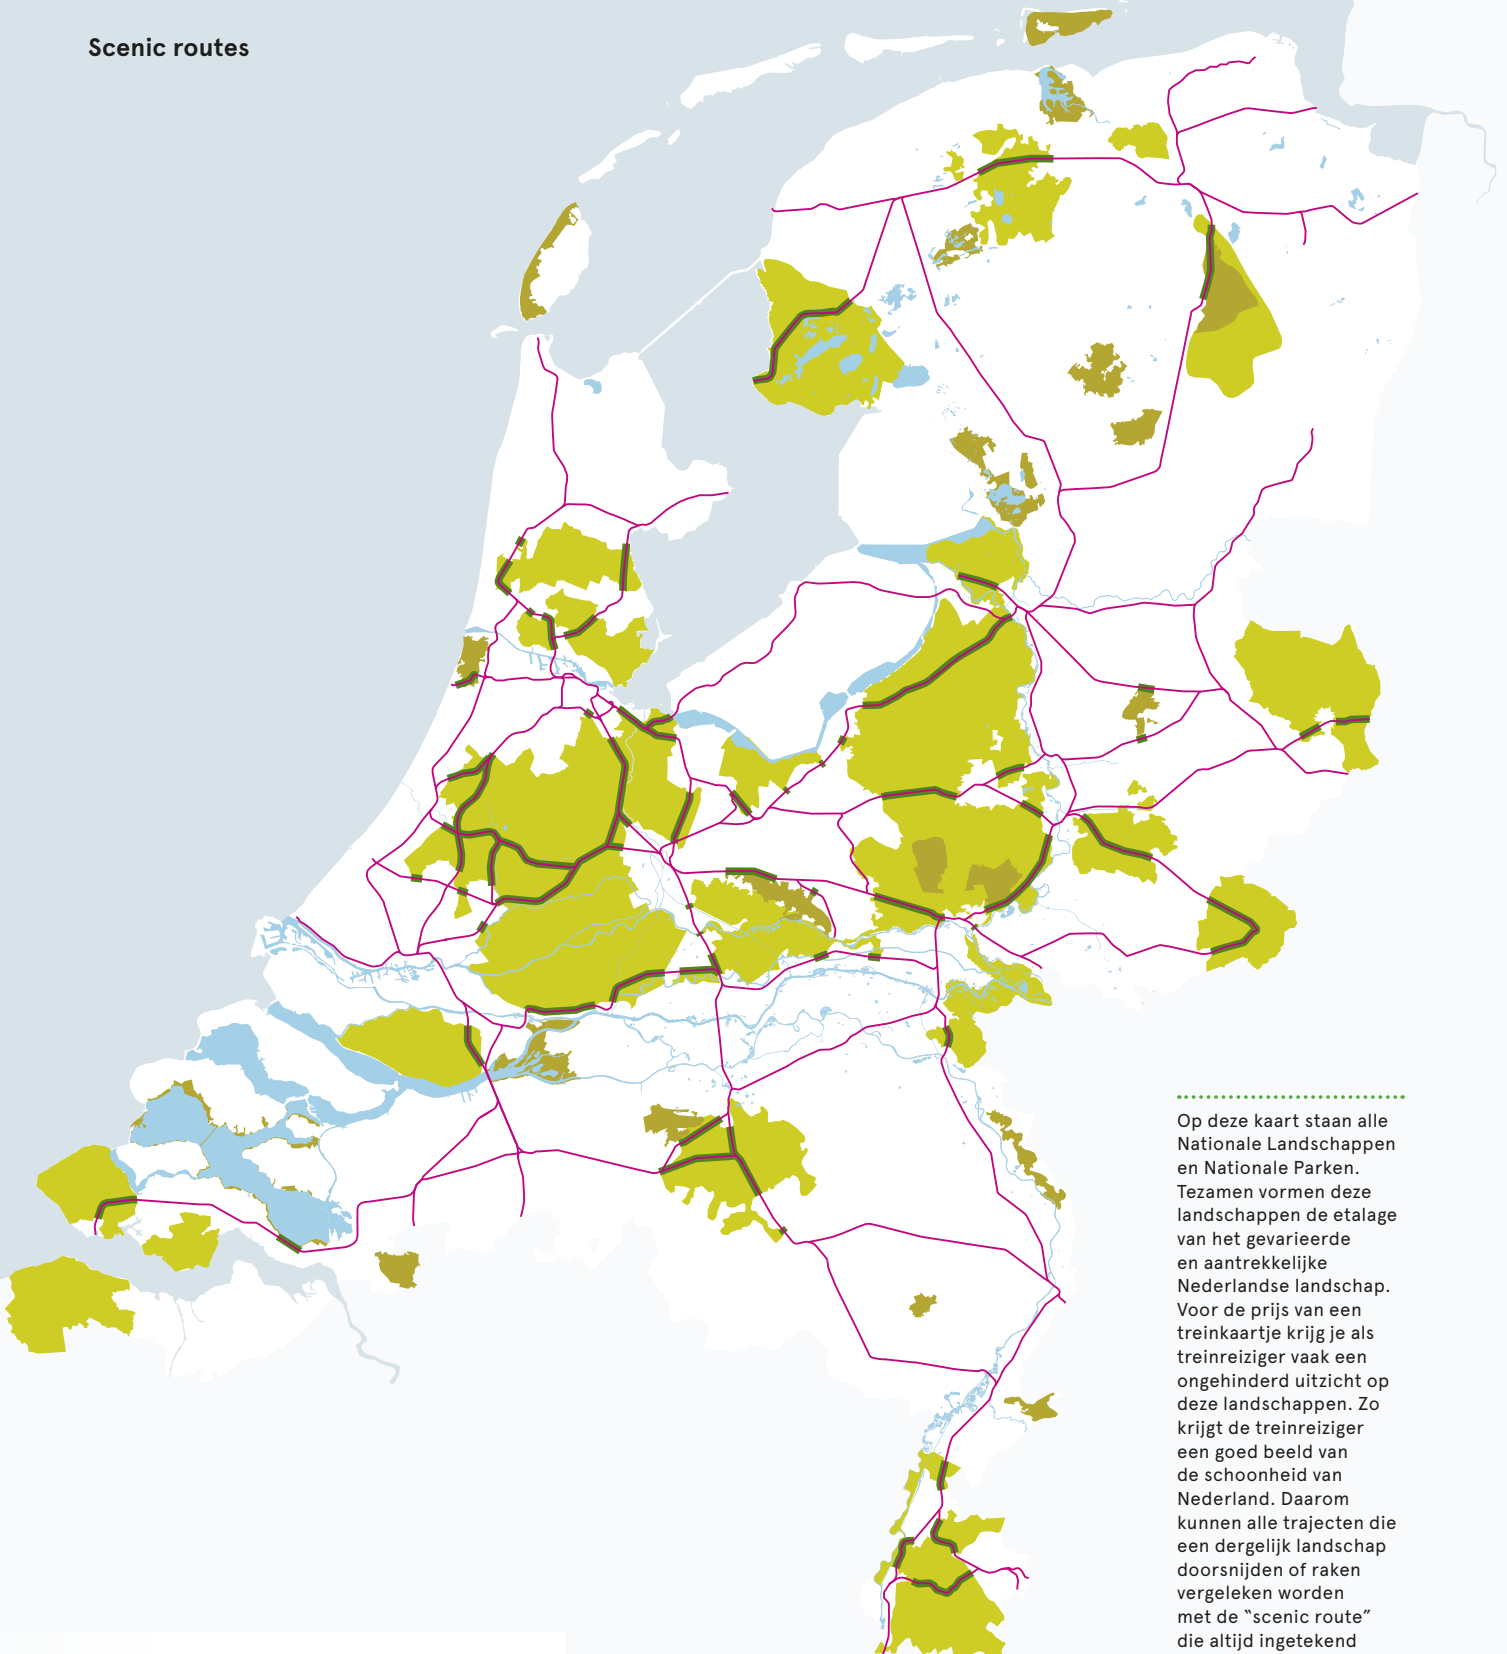 Scenic routes
Op deze kaart staan alle
Nationale Landschappen
en Nationale Parken.
Tezamen vormen deze
landschappen de etalage
van het gevarieerde
en aantrekkelijke
Nederlandse landschap.
Voor de prijs van een
treinkaartje krijg je als
treinreiziger vaak een
ongehinderd uitzicht op
deze landschappen. Zo
krijgt de treinreiziger
een goed beeld van
de schoonheid van
Nederland. Daarom
kunnen alle trajecten die
een dergelijk landschap
doorsnijden of raken
vergeleken worden
met de “scenic route”
die altijd ingetekend